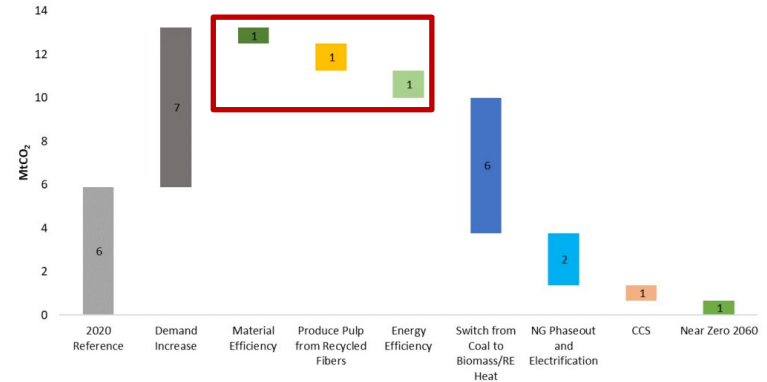 14
12
10
8
6
4
2
0
MtCO₂
6
7
1
1
1
6
2
1
1
2020
Reference
Demand
Increase
Material
Efficiency
Produce Pulp
from Recycled
Fibers
Energy
Efficiency
Switch from
Coal to
Biomass/RE
Heat
NG Phaseout
and
Electrification
CCS
Near Zero 2060